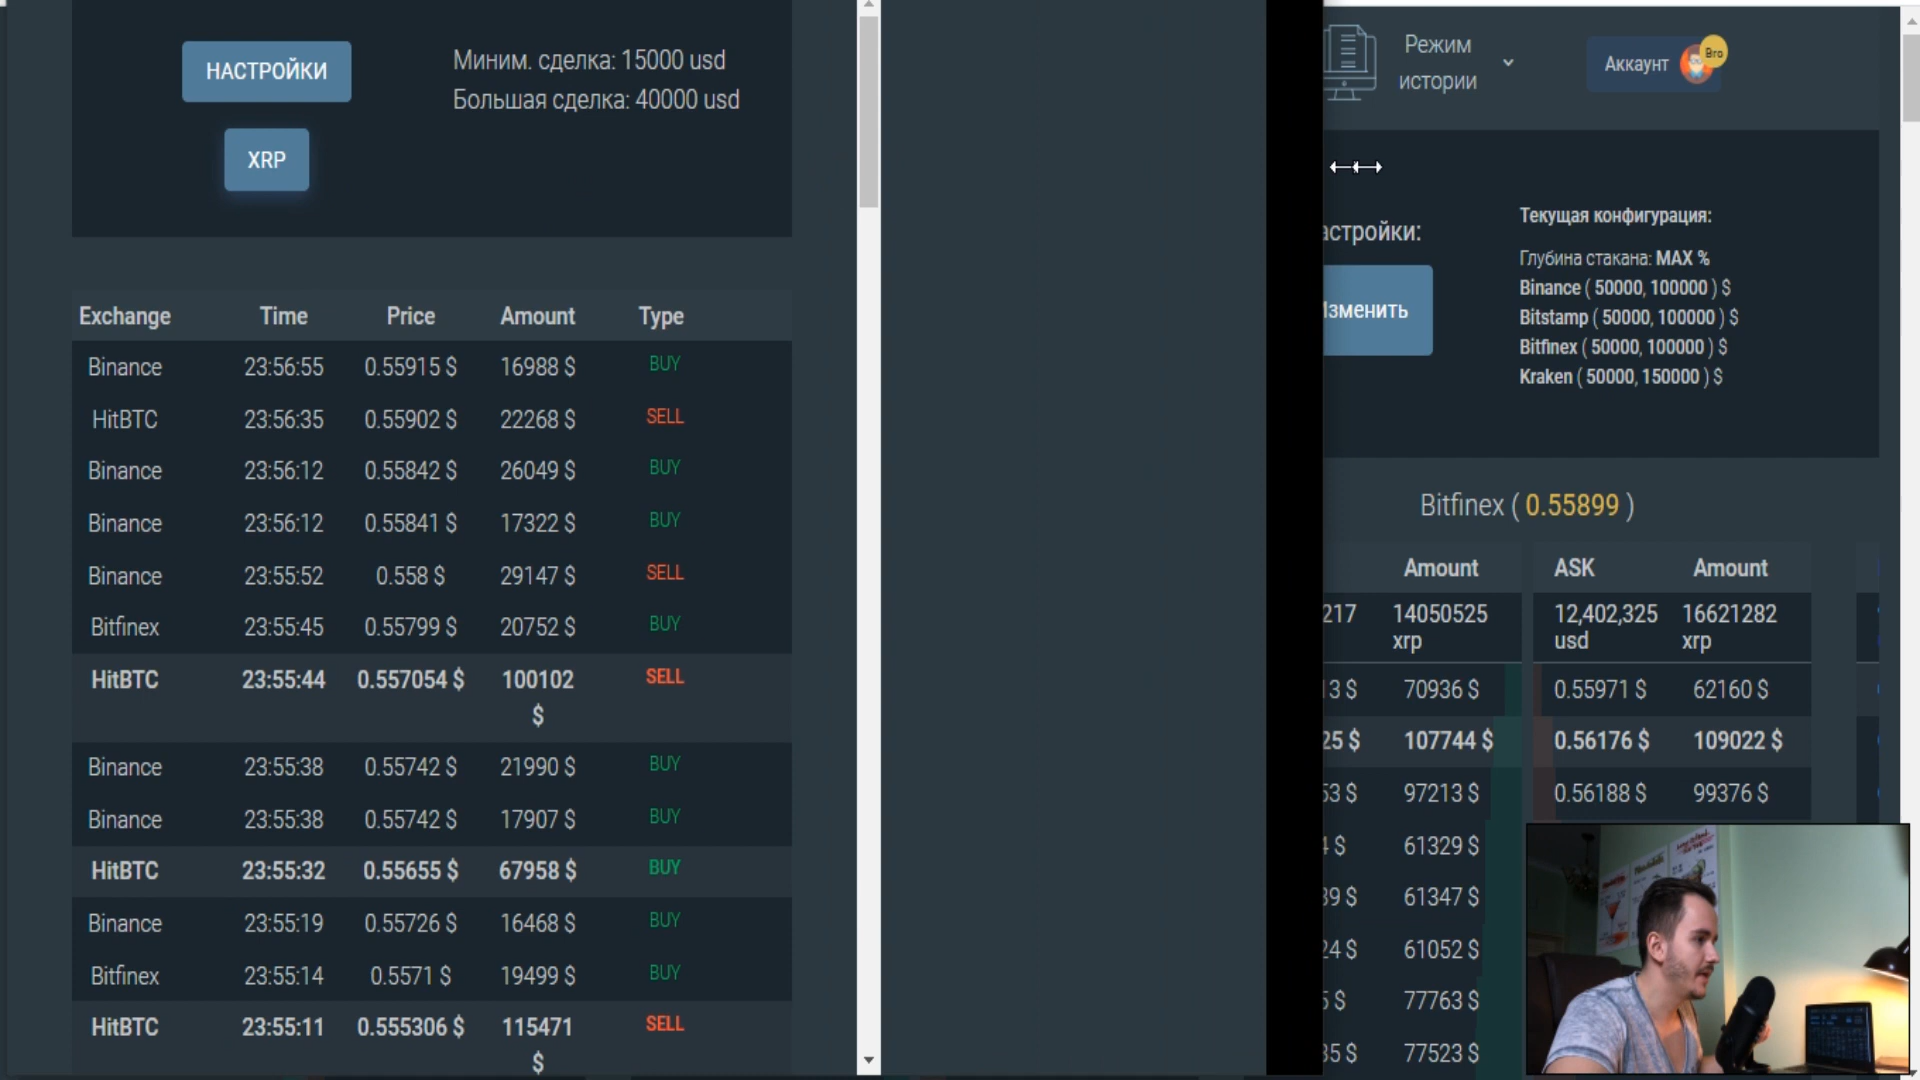 НАСТРОЙКИ
Миним. сделка: 15000 usd
Большая сделка: 40000 usd
XRP
Exchange Time Price Amount Type
Binance 23:56:55 0.55915 $ 16988 $ BUY
HitBTC 23:56:35 0.55902 $ 22268 $ SELL
Binance 23:56:12 0.55842 $ 26049 $ BUY
Binance 23:56:12 0.55841 $ 17322 $ BUY
Binance 23:55:52 0.558 $ 29147 $ SELL
Bitfinex 23:55:45 0.55799 $ 20752 $ BUY
HitBTC 23:55:44 0.557054 $ 100102 SELL
$
Binance 23:55:38 0.55742 $ 21990 $ BUY
Binance 23:55:38 0.55742 $ 17907 $ BUY
HitBTC 23:55:32 0.55655 $ 67958 $ BUY
Binance 23:55:19 0.55726 $ 16468 $ BUY
Bitfinex 23:55:14 0.5571 $ 19499 $ BUY
HitBTC 23:55:11 0.555306 $ 115471 SELL
$
Режим
истории
Аккаунт Bro
астройки:
Изменить
Текущая конфигурация:
Глубина стакана: MAX %
Binance ( 50000, 100000 ) $
Bitstamp ( 50000, 100000 ) $
Bitfinex ( 50000, 100000 ) $
Kraken ( 50000, 150000 ) $
Bitfinex ( 0.55899 )
Amount ASK Amount
217 14050525 12,402,325 16621282
xrp usd xrp
3 $ 70936 $ 0.55971 $ 62160 $
25 $ 107744 $ 0.56176 $ 109022 $
53 $ 97213 $ 0.56188 $ 99376 $
$ 61329 $
39 $ 61347 $
24 $ 61052 $
5 $ 77763 $
35 $ 77523 $